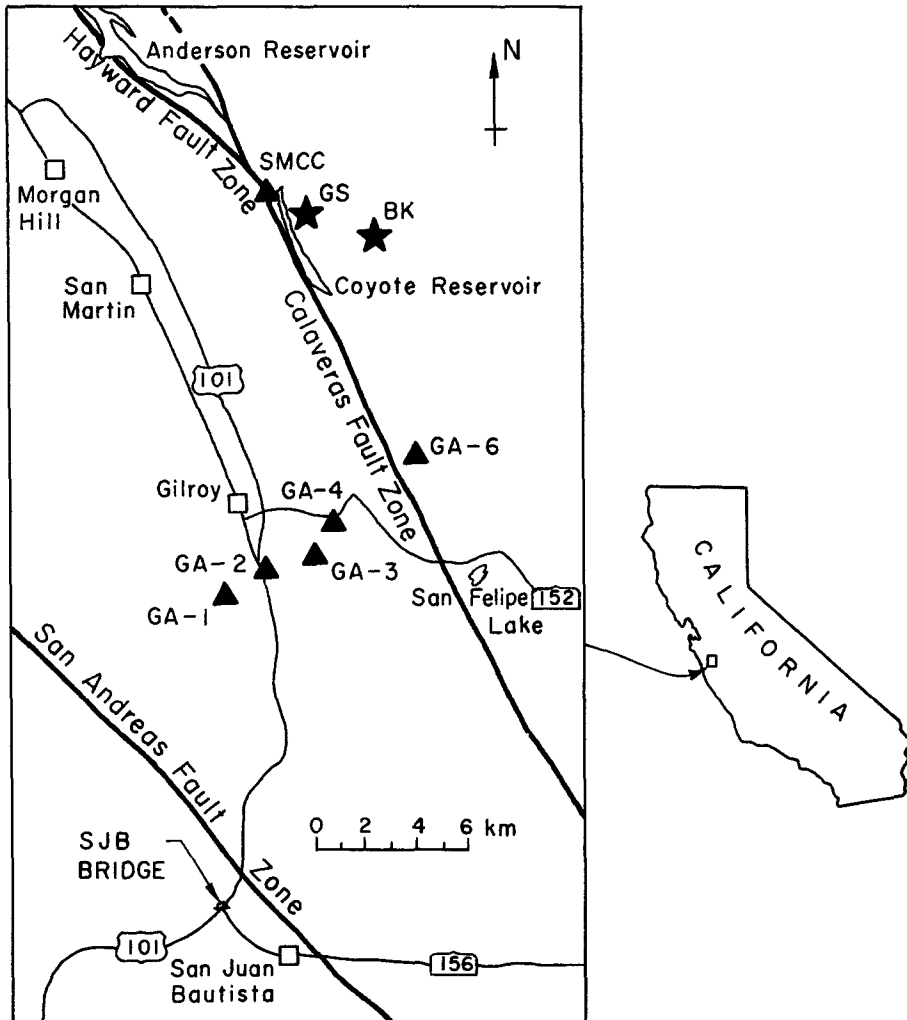 Anderson Reservoir
N
Hayward Fault Zone
SMCC
GS
BK
Morgan
Hill
San
Martin
Coyote Reservoir
Calaveras Fault Zone
101
GA-6
Gilroy
GA-4
GA-2
GA-3
GA-1
San Felipe
Lake
152
CALIFORNIA
San Andreas Fault Zone
0 2 4 6 km
SJB
BRIDGE
101
San Juan
Bautista
156